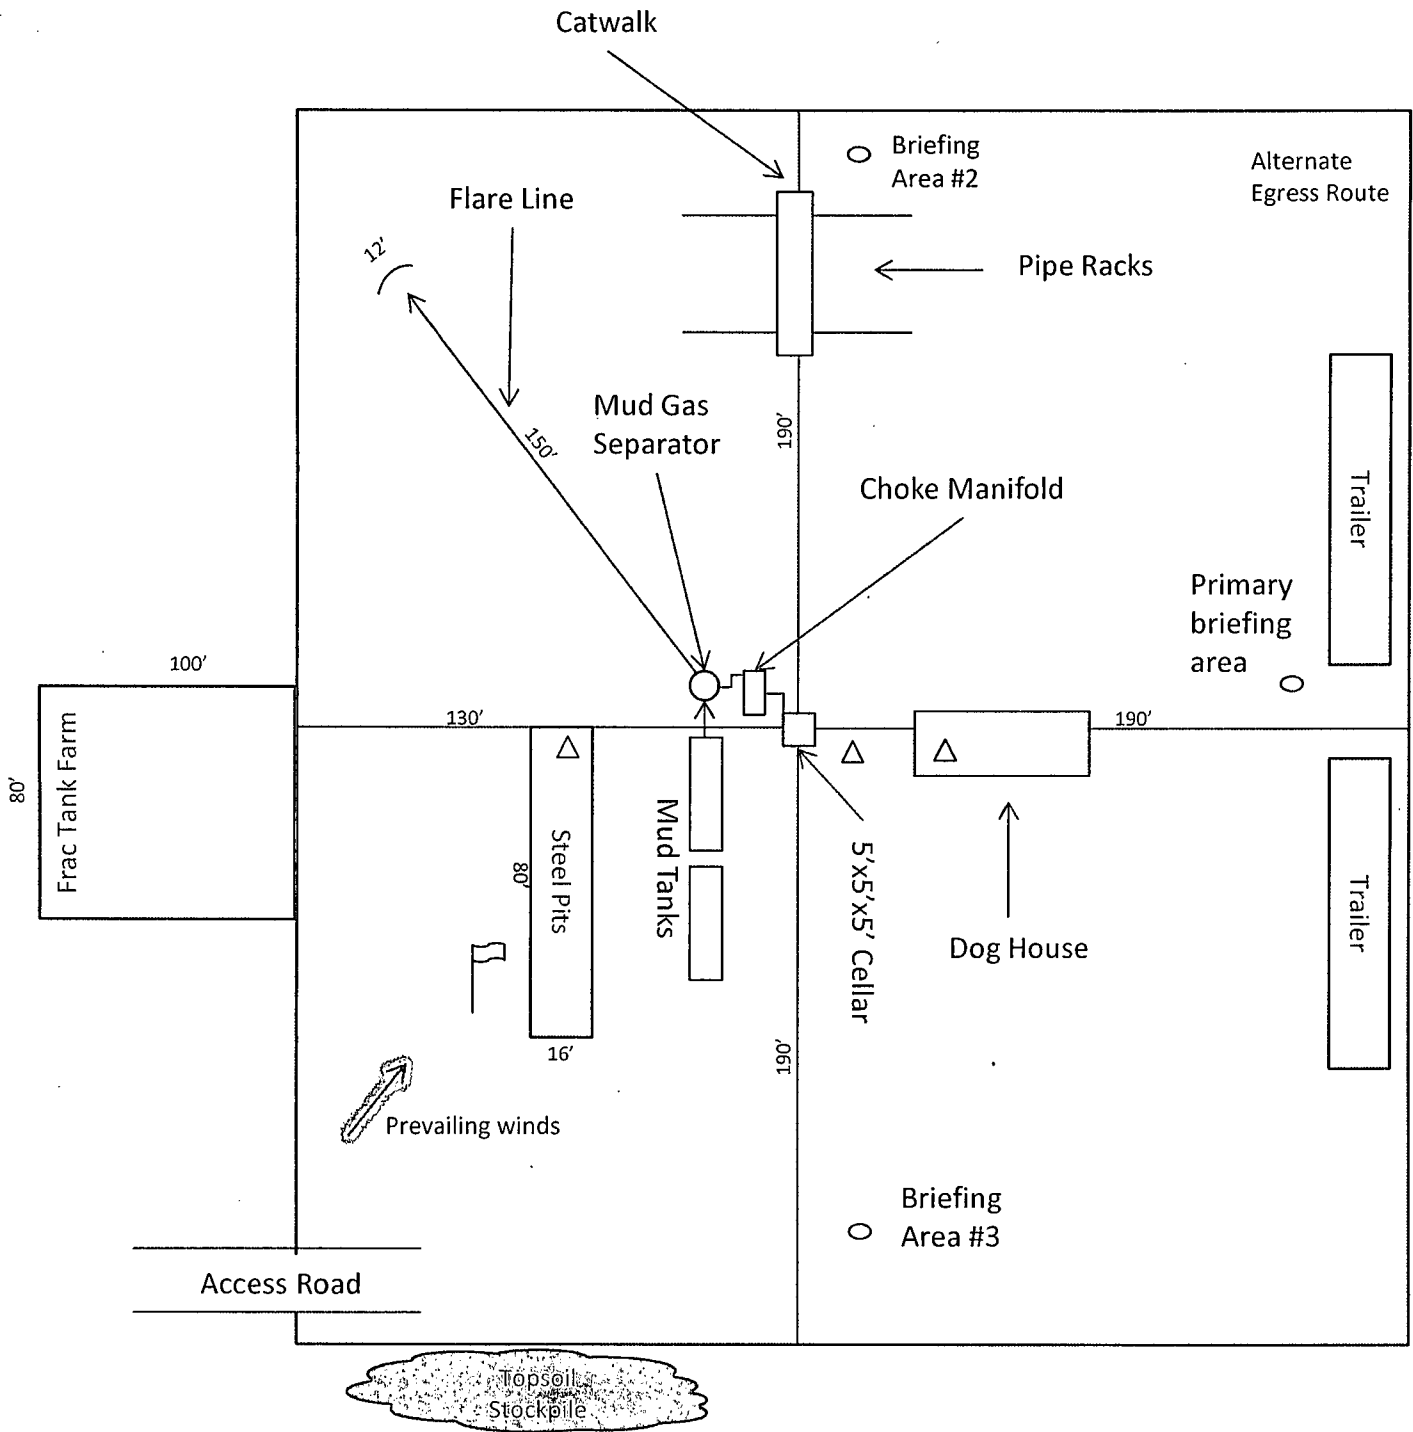 Catwalk
Briefing
Area #2
Alternate
Egress Route
Flare Line
12'
Pipe Racks
150'
Mud Gas
Separator
190'
Choke Manifold
Trailer
Primary
briefing
area
100'
130'
190'
80'
Frac Tank Farm
Steel Pits
80'
Mud Tanks
5'x5'x5' Cellar
Dog House
Trailer
16'
190'
Prevailing winds
Briefing
Area #3
Access Road
Topsoil
Stockpile